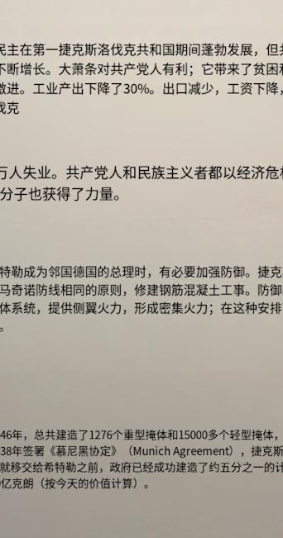 民主在第一捷克斯洛伐克共和国期间蓬勃发展，但
不断增长。大萧条对共产党人有利；它带来了贫困
激进。工业产出下降了30%。出口减少，工资下降，
伐克
万人失业。共产党人和民族主义者都以经济危
分子也获得了力量。
特勒成为邻国德国的总理时，有必要加强防御。捷克
马奇诺防线相同的原则，修建钢筋混凝土工事。防御
体系统，提供侧翼火力，形成密集火力；在这种安排
。
46年，总共建造了1276个重型掩体和15000多个轻型掩体，
38年签署《慕尼黑协定》（Munich Agreement），捷克
就移交给希特勒之前，政府已经成功建造了约五分之一的计
亿克朗（按今天的价值计算）。